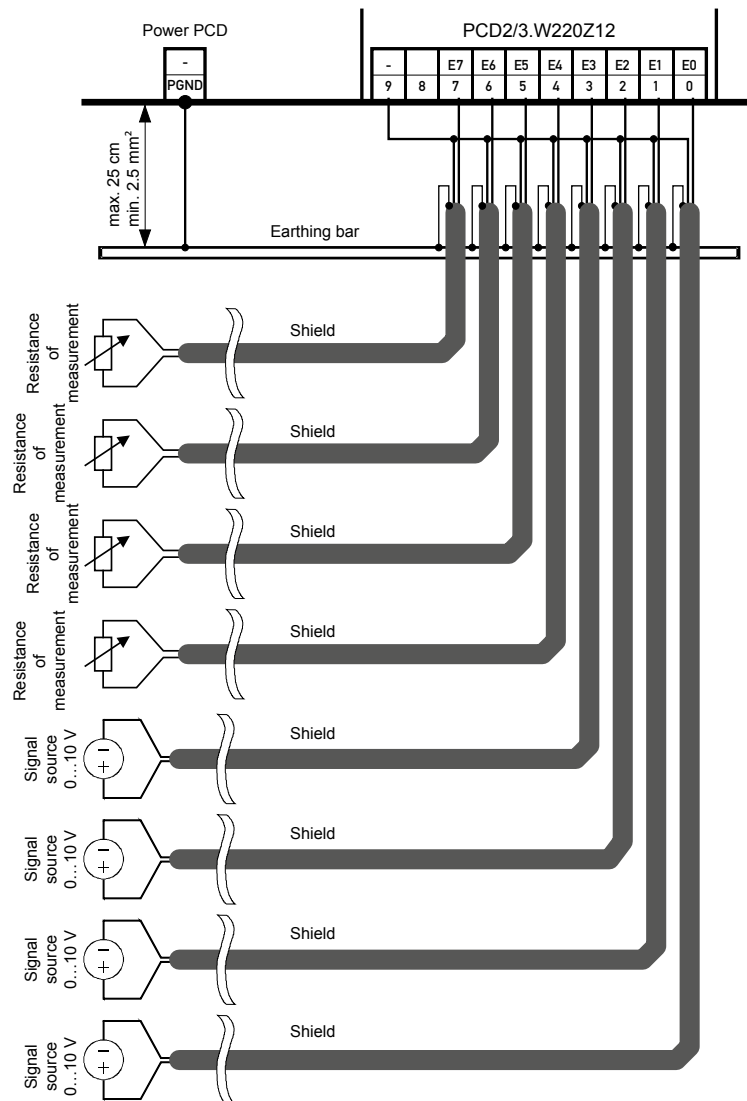 Power PCD
PCD2/3.W220Z12
-
PGND
- E7 E6 E5 E4 E3 E2 E1 E0
9 8 7 6 5 4 3 2 1 0
max. 25 cm
min. 2.5 mm²
Earthing bar
Resistance
of
measurement
Shield
Resistance
of
measurement
Shield
Resistance
of
measurement
Shield
Resistance
of
measurement
Shield
Signal
source
0...10 V
- +
Shield
Signal
source
0...10 V
- +
Shield
Signal
source
0...10 V
- +
Shield
Signal
source
0...10 V
- +
Shield